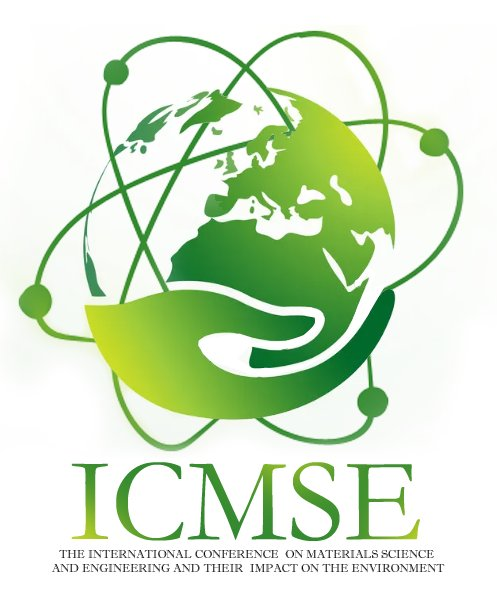 ICMSE
THE INTERNATIONAL CONFERENCE ON MATERIALS SCIENCE
AND ENGINEERING AND THEIR IMPACT ON THE ENVIRONMENT